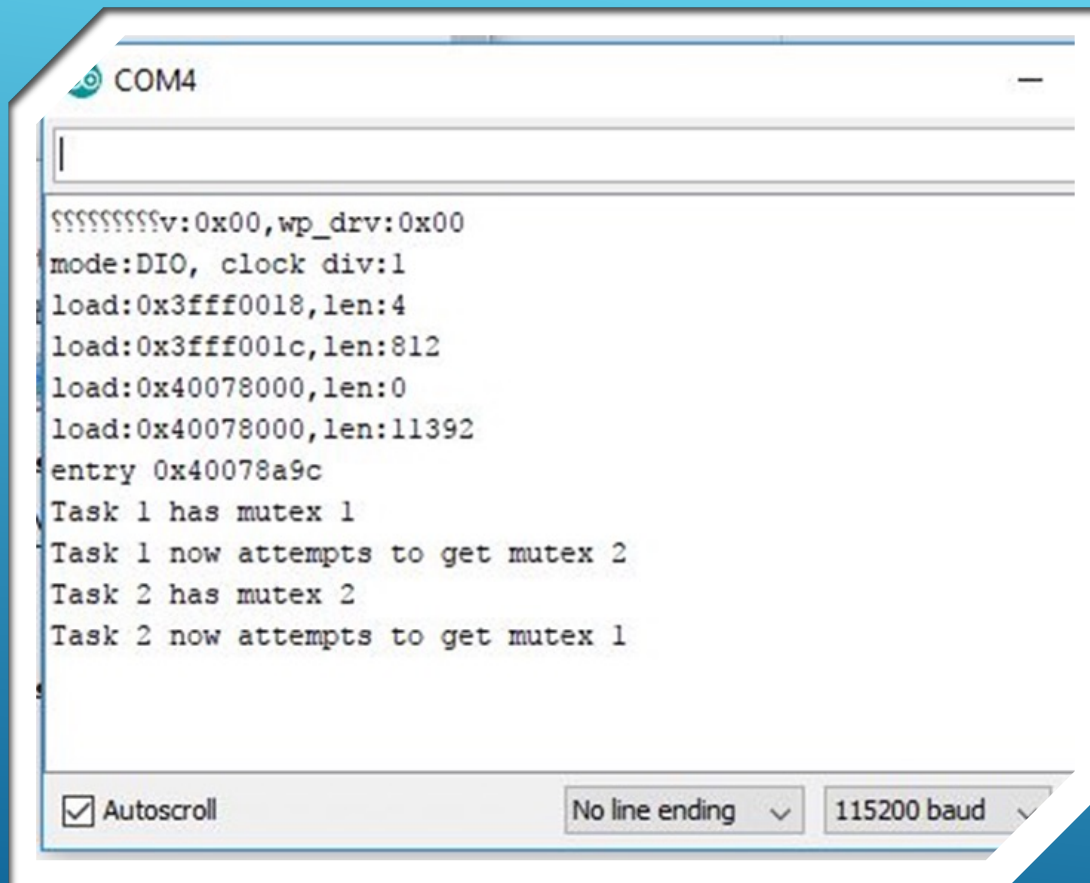 COM4
⸮⸮⸮⸮⸮⸮⸮⸮⸮v:0x00,wp_drv:0x00
mode:DIO, clock div:1
load:0x3fff0018,len:4
load:0x3fff001c,len:812
load:0x40078000,len:0
load:0x40078000,len:11392
entry 0x40078a9c
Task 1 has mutex 1
Task 1 now attempts to get mutex 2
Task 2 has mutex 2
Task 2 now attempts to get mutex 1
Autoscroll No line ending 115200 baud